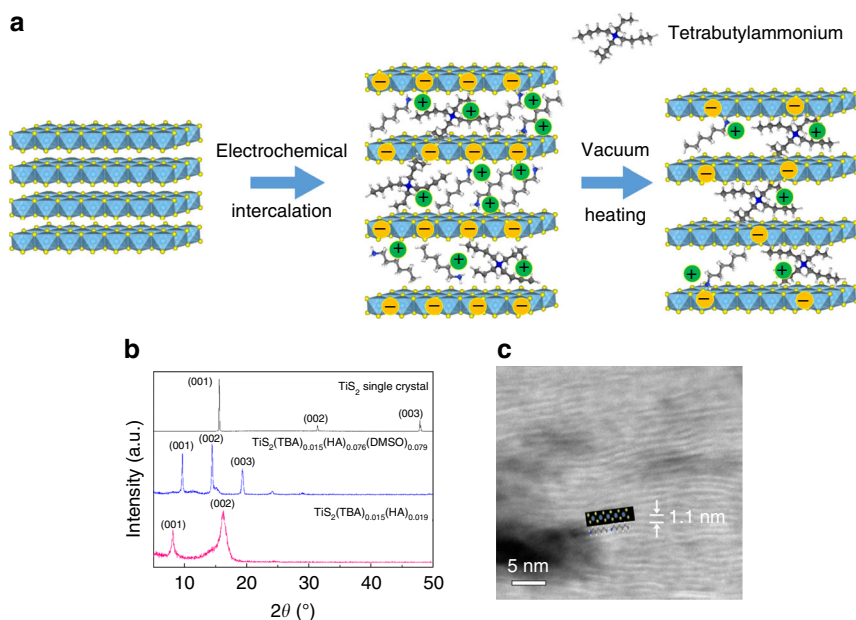 a
Tetrabutylammonium
Electrochemical
intercalation
Vacuum
heating
b
(001)
TiS₂ single crystal
(002)
(003)
(001)
(002)
TiS₂(TBA)₀.₀₁₅(HA)₀.₀₇₆(DMSO)₀.₀₇₉
(003)
(001)
(002)
TiS₂(TBA)₀.₀₁₅(HA)₀.₀₁₉
Intensity (a.u.)
10
20
30
40
50
2θ (°)
c
1.1 nm
5 nm